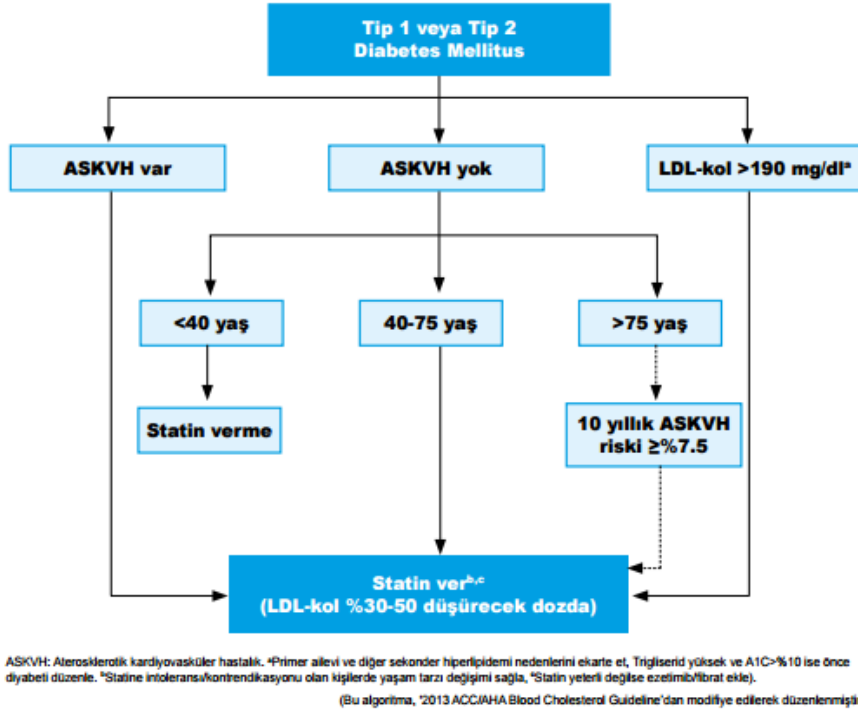 Tip 1 veya Tip 2
Diabetes Mellitus
ASKVH var
ASKVH yok
LDL-kol >190 mg/dlᵃ
<40 yaş
40-75 yaş
>75 yaş
Statin verme
10 yıllık ASKVH
riski ≥%7.5
Statin verᵇ,ᶜ
(LDL-kol %30-50 düşürecek dozda)
ASKVH: Aterosklerotik kardiyovasküler hastalık. ᵃPrimer ailevi ve diğer sekonder hiperlipidemi nedenlerini ekarte et, Trigliserid yüksek ve A1C>%10 ise önce
diyabeti düzenle. ᵇStatine intoleransı/kontrendikasyonu olan kişilerde yaşam tarzı değişimi sağla, ᶜStatin yeterli değilse ezetimib/fibrat ekle).
(Bu algoritma, '2013 ACC/AHA Blood Cholesterol Guideline'dan modifiye edilerek düzenlenmişti